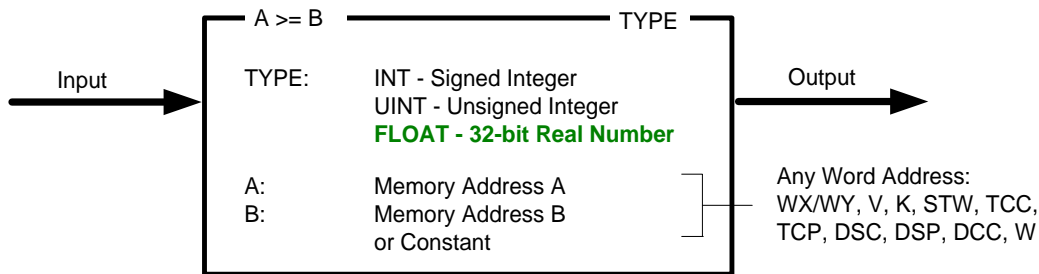 A >= B TYPE
Input
TYPE: INT - Signed Integer
UINT - Unsigned Integer
FLOAT - 32-bit Real Number
Output
A: Memory Address A
B: Memory Address B
or Constant
Any Word Address:
WX/WY, V, K, STW, TCC,
TCP, DSC, DSP, DCC, W